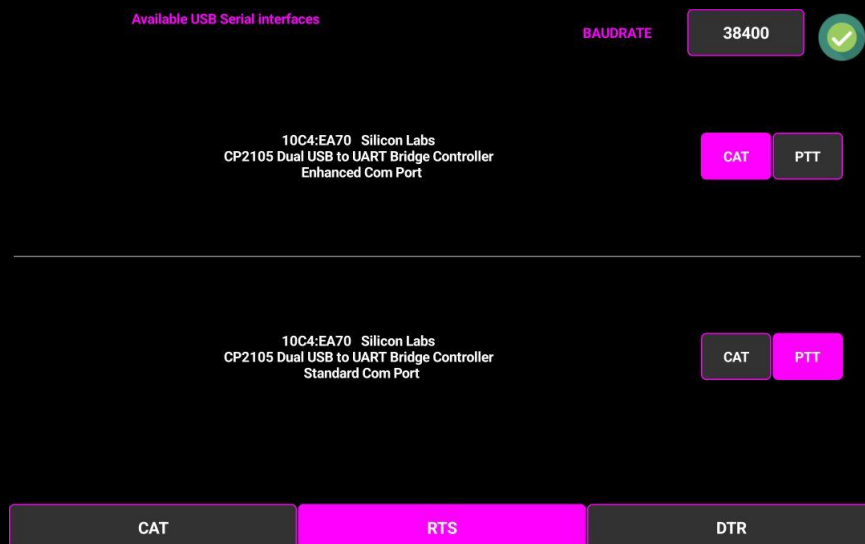 Available USB Serial interfaces
BAUDRATE
38400
10C4:EA70 Silicon Labs
CP2105 Dual USB to UART Bridge Controller
Enhanced Com Port
CAT
PTT
10C4:EA70 Silicon Labs
CP2105 Dual USB to UART Bridge Controller
Standard Com Port
CAT
PTT
CAT
RTS
DTR